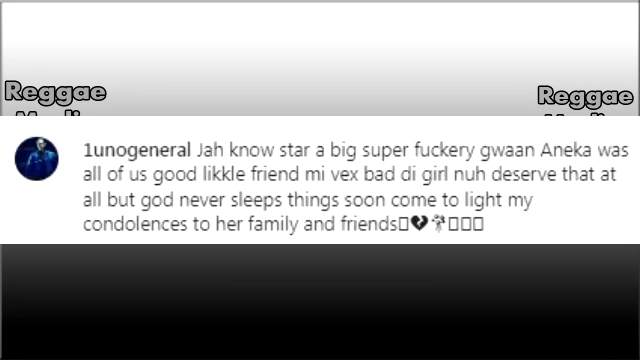 Reggae
Reggae
1unogeneral Jah know star a big super fuckery gwaan Aneka was
all of us good likkle friend mi vex bad di girl nuh deserve that at
all but god never sleeps things soon come to light my
condolences to her family and friends▯💔🕊▯▯▯